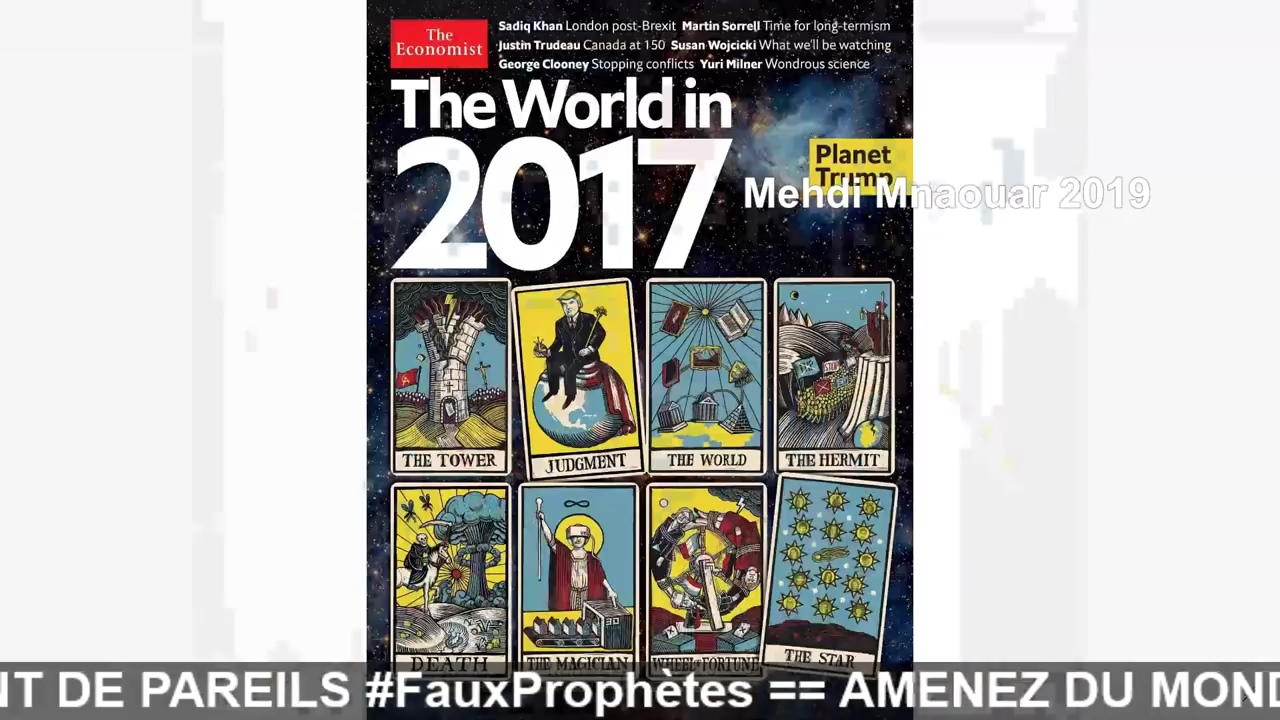 The
Economist
Sadiq Khan London post-Brexit Martin Sorrell Time for long-termism
Justin Trudeau Canada at 150 Susan Wojcicki What we'll be watching
George Clooney Stopping conflicts Yuri Milner Wondrous science
The World in
2017
Planet
Trump
Mehdi Mnaouar 2019
THE TOWER
JUDGMENT
THE WORLD
THE HERMIT
DEATH
THE MAGICIAN
WHEEL OF FORTUNE
THE STAR
NT DE PAREILS #FauxProphètes == AMENEZ DU MOND